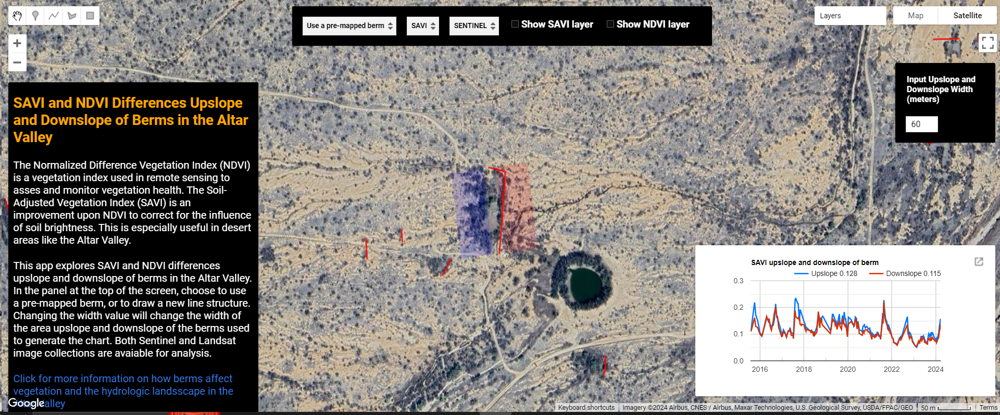 Use a pre-mapped berm
SAVI
SENTINEL
Show SAVI layer
Show NDVI layer
Layers
Map
Satellite
+
−
Input Upslope and
Downslope Width
(meters)
60
SAVI and NDVI Differences Upslope
and Downslope of Berms in the Altar
Valley
The Normalized Difference Vegetation Index (NDVI)
is a vegetation index used in remote sensing to
asses and monitor vegetation health. The Soil-
Adjusted Vegetation Index (SAVI) is an
improvement upon NDVI to correct for the influence
of soil brightness. This is especially useful in desert
areas like the Altar Valley.
This app explores SAVI and NDVI differences
upslope and downslope of berms in the Altar Valley.
In the panel at the top of the screen, choose to use
a pre-mapped berm, or to draw a new line structure.
Changing the width value will change the width of
the area upslope and downslope of the berms used
to generate the chart. Both Sentinel and Landsat
image collections are avaiable for analysis.
Click for more information on how berms affect
vegetation and the hydrologic landsscape in the
Altar Valley
Google
SAVI upslope and downslope of berm
Upslope 0.128
Downslope 0.115
0.3
0.2
0.1
0.0
2016 2018 2020 2022 2024
Keyboard shortcuts
Imagery ©2024 Airbus, CNES / Airbus, Maxar Technologies, U.S. Geological Survey, USDA/FPAC/GEO
50 m
Terms